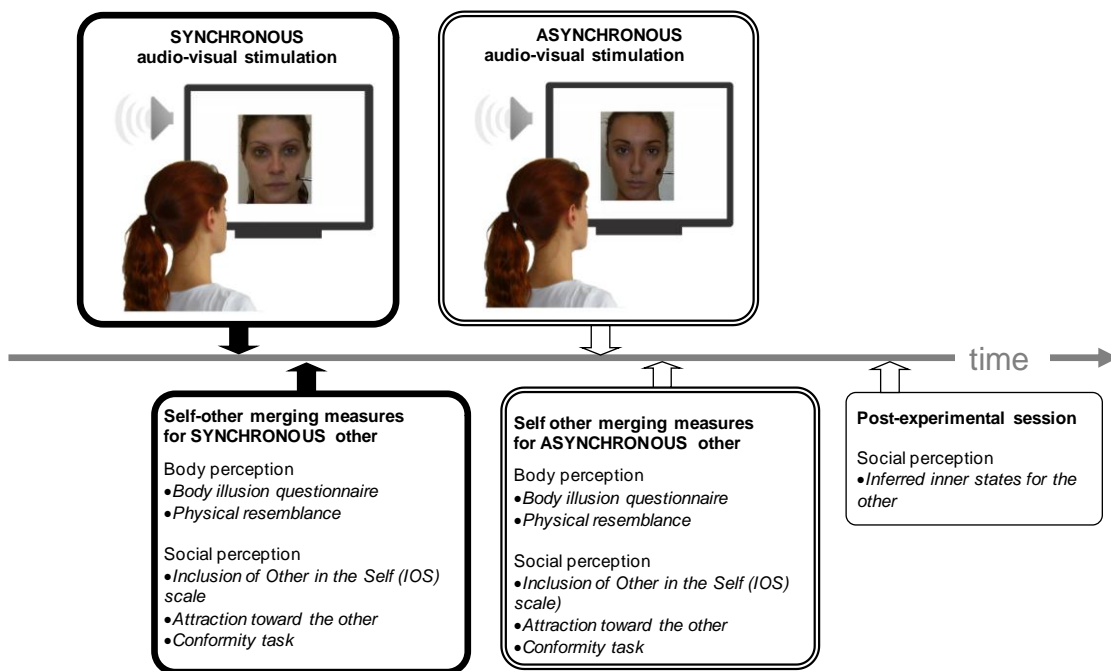 SYNCHRONOUS
audio-visual stimulation
ASYNCHRONOUS
audio-visual stimulation
time
Self-other merging measures
for SYNCHRONOUS other
Body perception
•Body illusion questionnaire
•Physical resemblance
Social perception
•Inclusion of Other in the Self (IOS)
scale
•Attraction toward the other
•Conformity task
Self other merging measures
for ASYNCHRONOUS other
Body perception
•Body illusion questionnaire
•Physical resemblance
Social perception
•Inclusion of Other in the Self (IOS)
scale)
•Attraction toward the other
•Conformity task
Post-experimental session
Social perception
•Inferred inner states for the
other